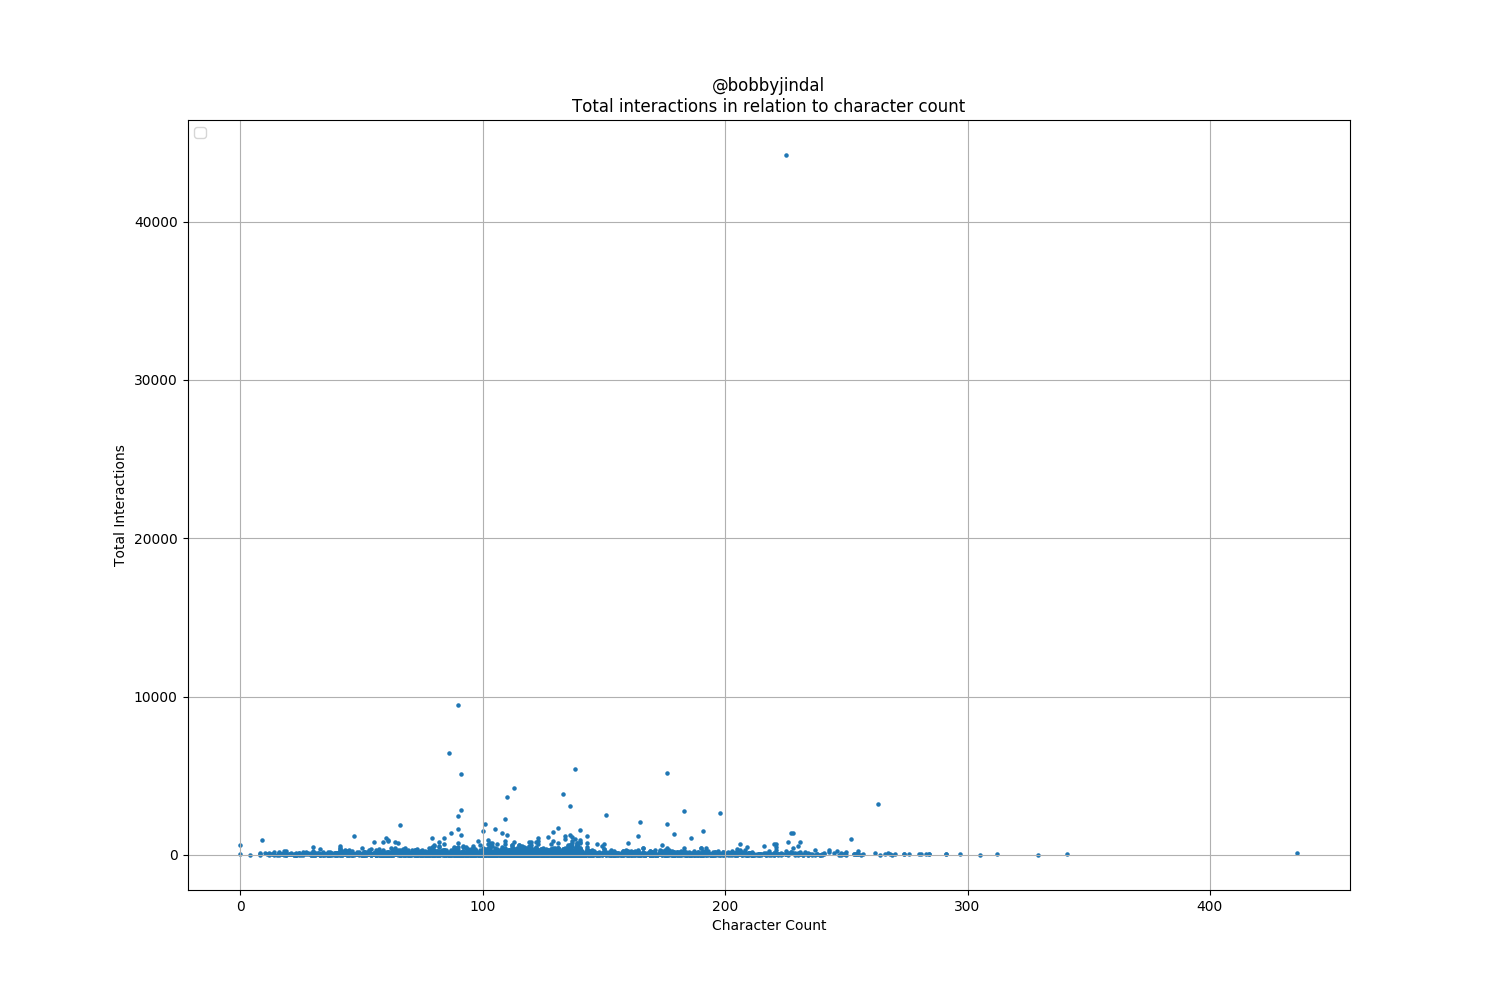 @bobbyjindal
Total interactions in relation to character count
40000
30000
20000
10000
0
Total Interactions
0 100 200 300 400
Character Count